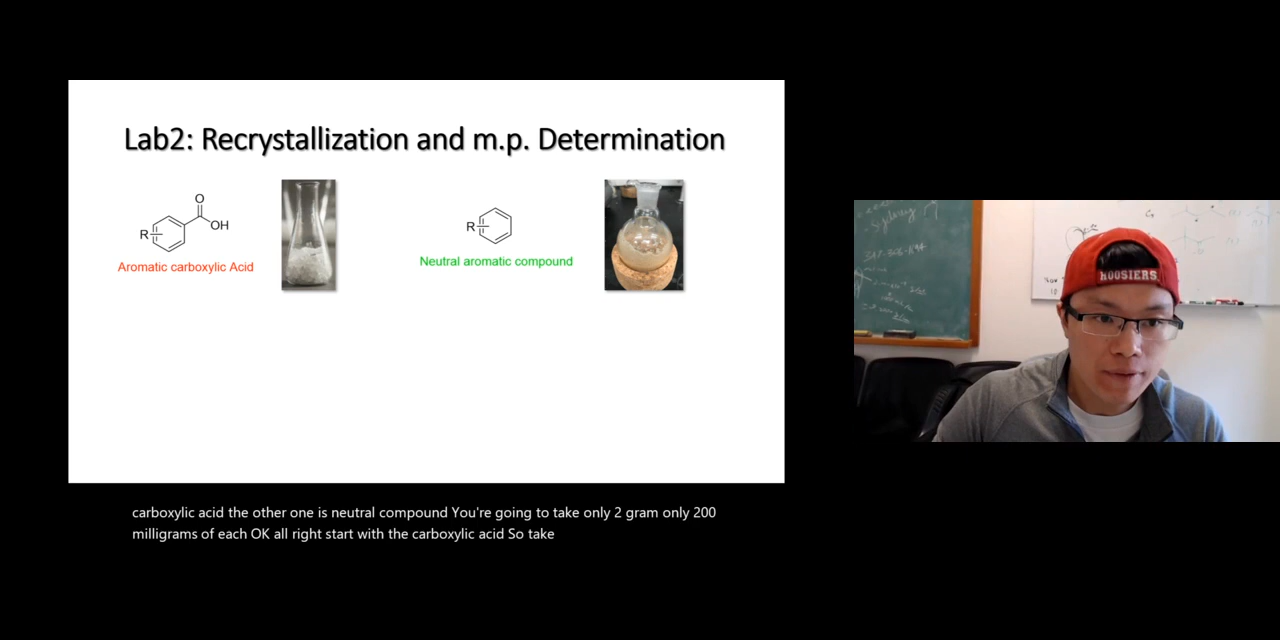 Lab2: Recrystallization and m.p. Determination
O
OH
R
Aromatic carboxylic Acid
R
Neutral aromatic compound
HOOSIERS
carboxylic acid the other one is neutral compound You're going to take only 2 gram only 200
milligrams of each OK all right start with the carboxylic acid So take